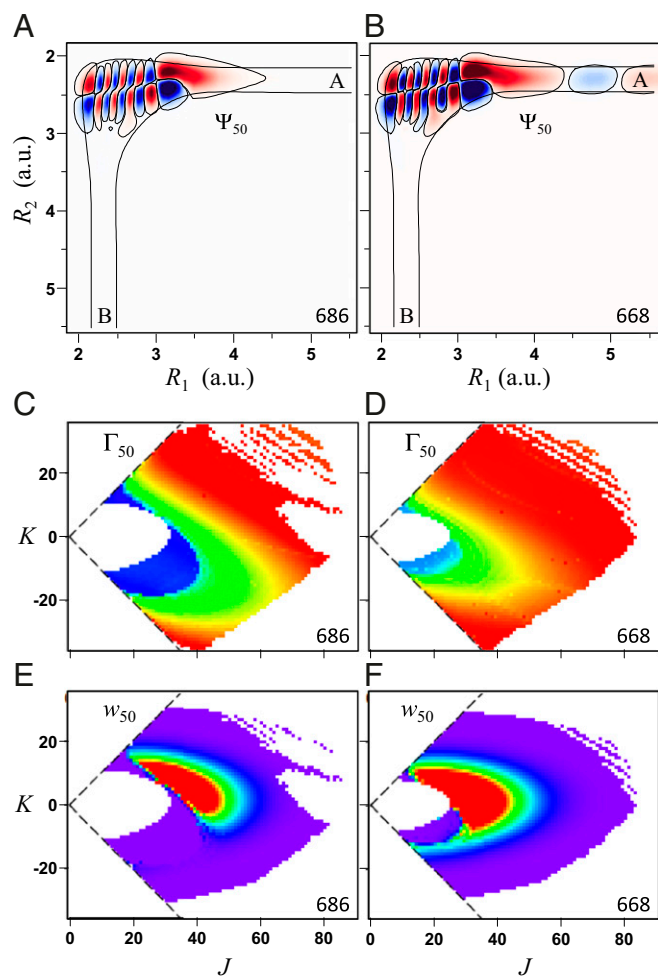 A
B
2
3
4
5
R₂ (a.u.)
A
Ψ₅₀
B
686
A
Ψ₅₀
B
668
2 3 4 5
2 3 4 5
R₁ (a.u.)
R₁ (a.u.)
C
D
Γ₅₀
Γ₅₀
20
0
-20
K
686
668
E
F
w₅₀
w₅₀
20
0
-20
K
686
668
0 20 40 60 80
0 20 40 60 80
J
J